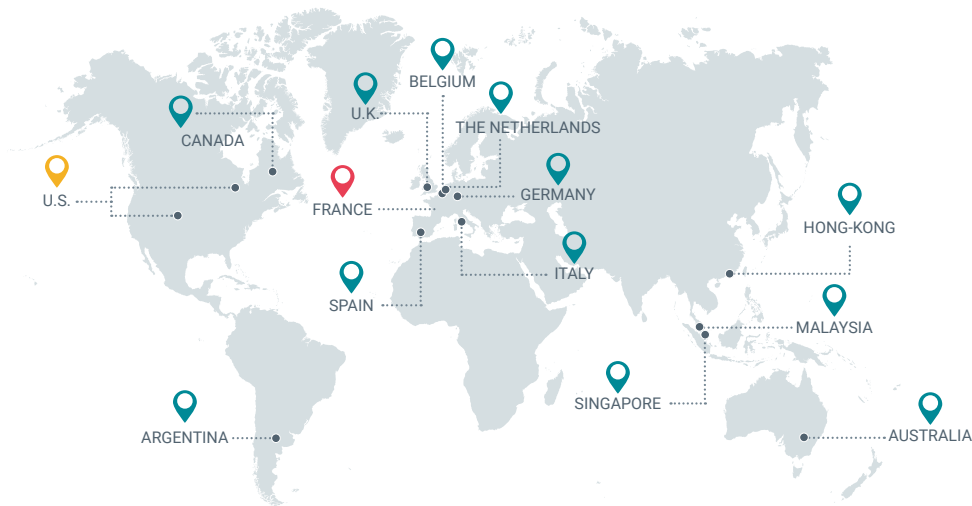 BELGIUM
U.K.
THE NETHERLANDS
CANADA
U.S.
FRANCE
GERMANY
HONG-KONG
ITALY
SPAIN
MALAYSIA
SINGAPORE
ARGENTINA
AUSTRALIA